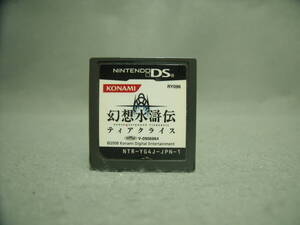 NINTENDO DS
KONAMI
RY086
幻想水滸伝
ティアクライス
©2008 Konami Digital Entertainment
NTR-YG4J-JPN-1